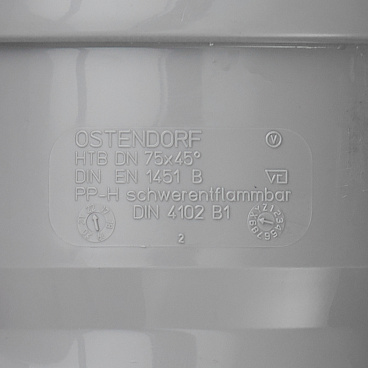 OSTENDORF V
HTB DN 75x45°
DIN EN 1451 B
PP-H schwerentflammbar
DIN 4102 B1
2